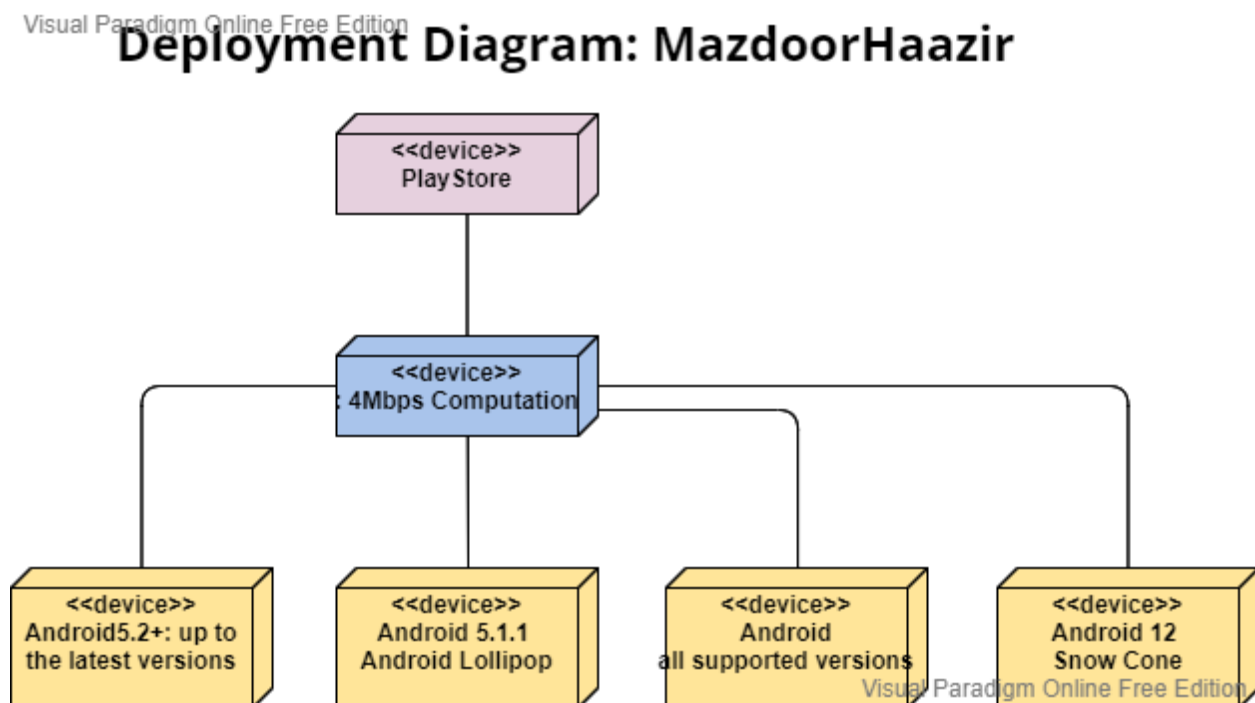 Visual Paradigm Online Free Edition
Deployment Diagram: MazdoorHaazir
<<device>>
PlayStore
<<device>>
: 4Mbps Computation
<<device>>
Android5.2+: up to
the latest versions
<<device>>
Android 5.1.1
Android Lollipop
<<device>>
Android
all supported versions
<<device>>
Android 12
Snow Cone
Visual Paradigm Online Free Edition